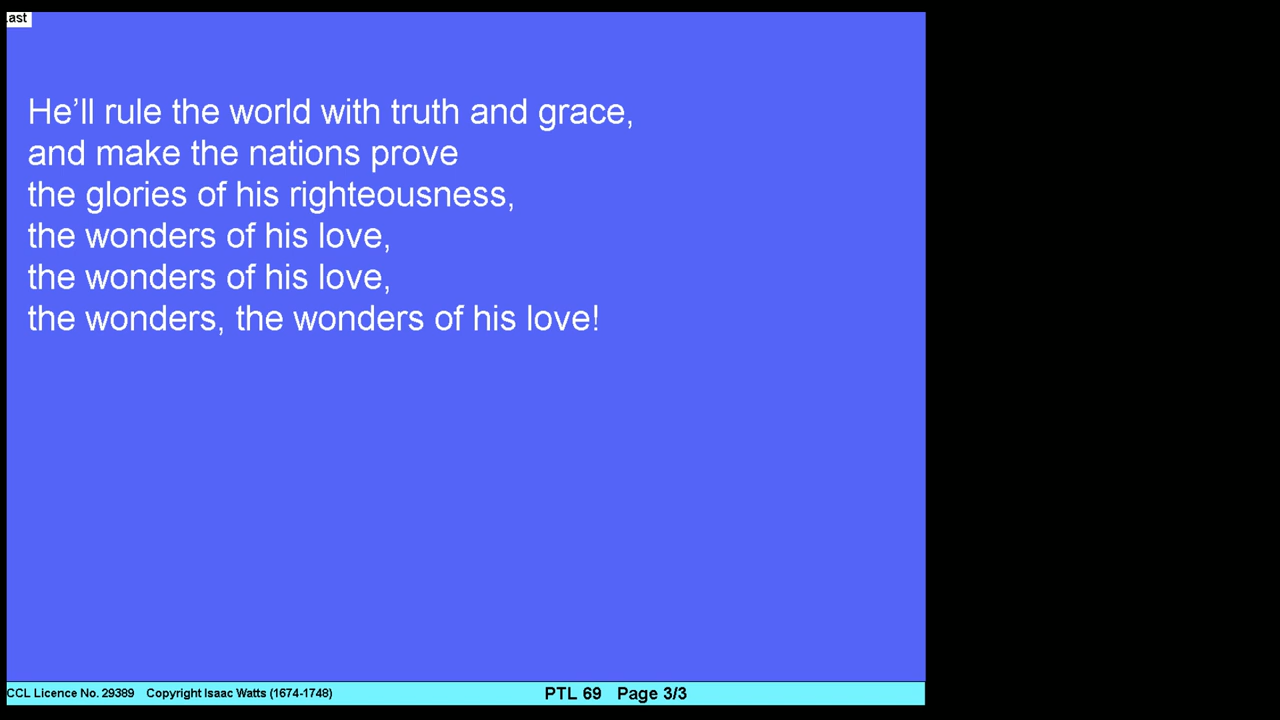 He’ll rule the world with truth and grace,
and make the nations prove
the glories of his righteousness,
the wonders of his love,
the wonders of his love,
the wonders, the wonders of his love!
CCL Licence No. 29389 Copyright Isaac Watts (1674-1748) PTL 69 Page 3/3